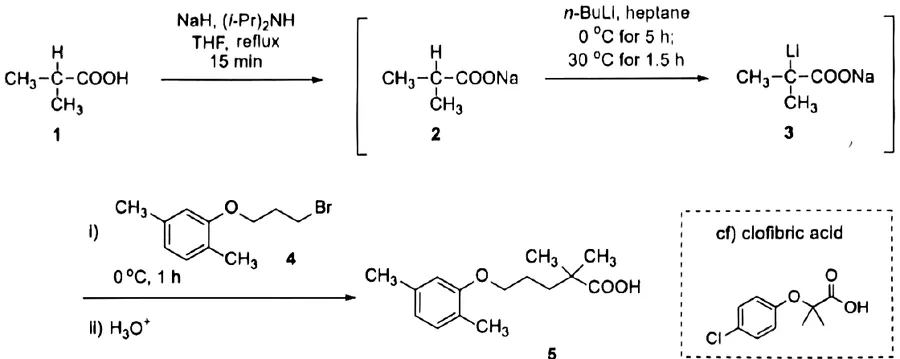 NaH, (i-Pr)2NH
THF, reflux
15 min
n-BuLi, heptane
0 °C for 5 h;
30 °C for 1.5 h
H
CH3 COOH
CH3
1
H
CH3 COONa
CH3
2
Li
CH3 COONa
CH3
3
i)
CH3 O Br
CH3 4
0 °C, 1 h
ii) H3O+
CH3 CH3
CH3 O COOH
CH3
5
cf) clofibric acid
O
O OH
Cl